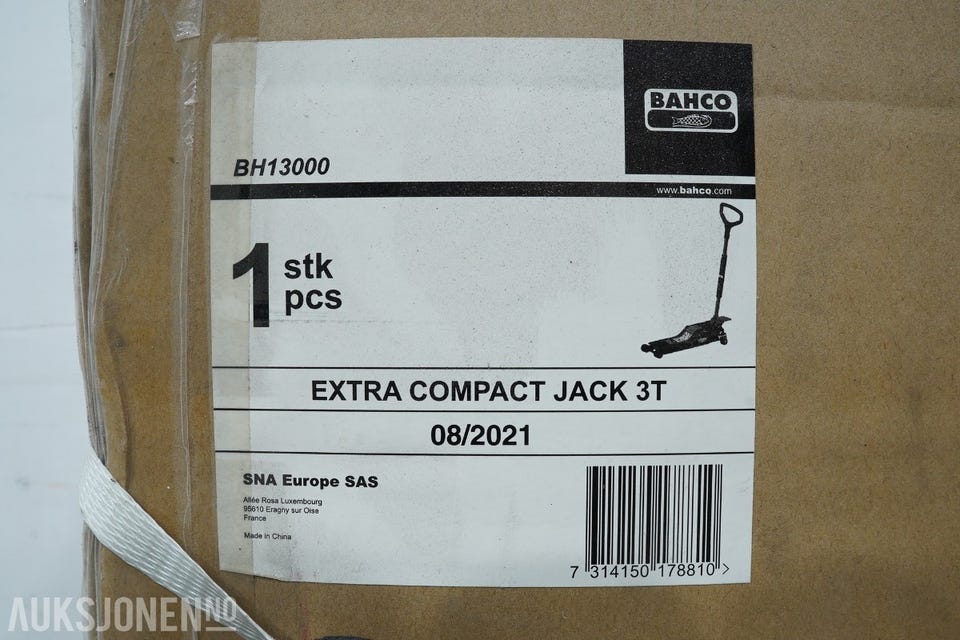 BAHCO
BH13000
www.bahco.com
1 stk
pcs
EXTRA COMPACT JACK 3T
08/2021
SNA Europe SAS
Allée Rosa Luxembourg
95610 Eragny sur Oise
France
Made in China
7 314150 178810 >
AUKSJONEN.NO